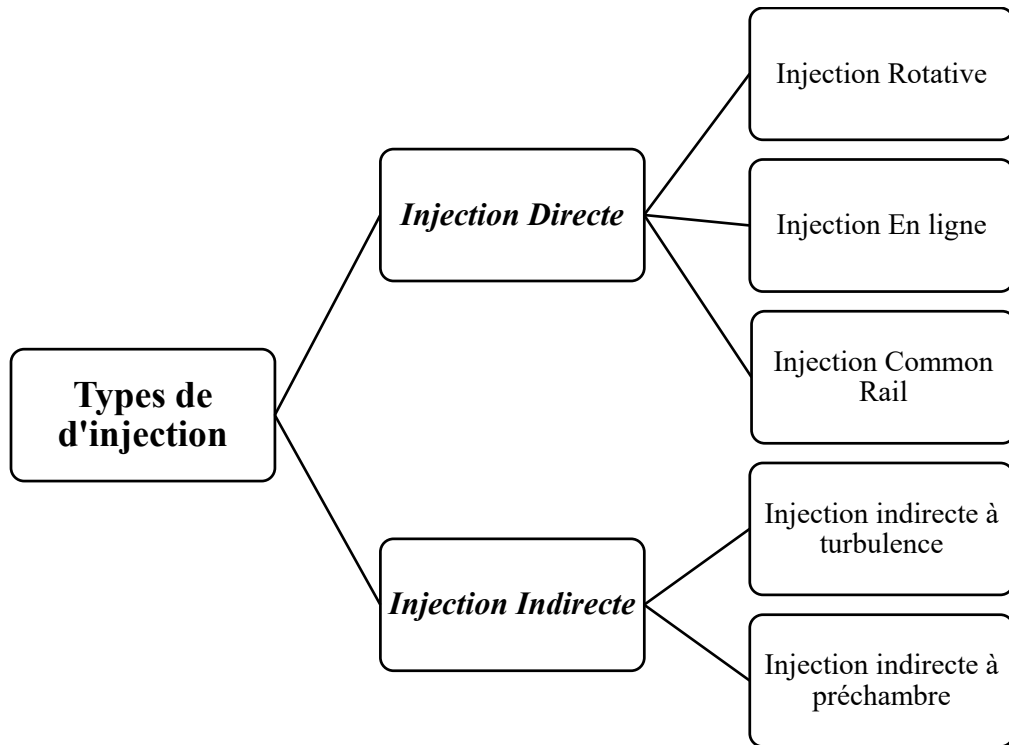 Types de
d'injection
Injection Directe
Injection Rotative
Injection En ligne
Injection Common
Rail
Injection Indirecte
Injection indirecte à
turbulence
Injection indirecte à
préchambre